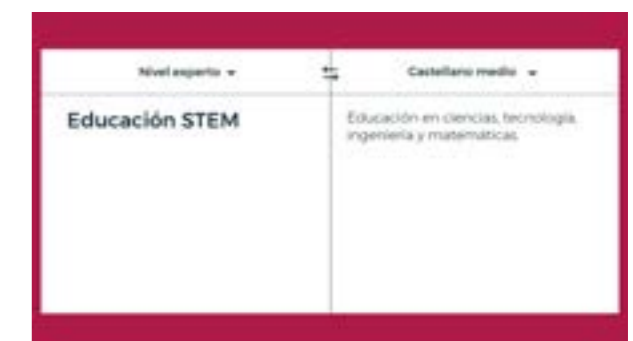 Nivel experto
Castellano medio
Educación STEM
Educación en ciencias, tecnología,
ingeniería y matemáticas.